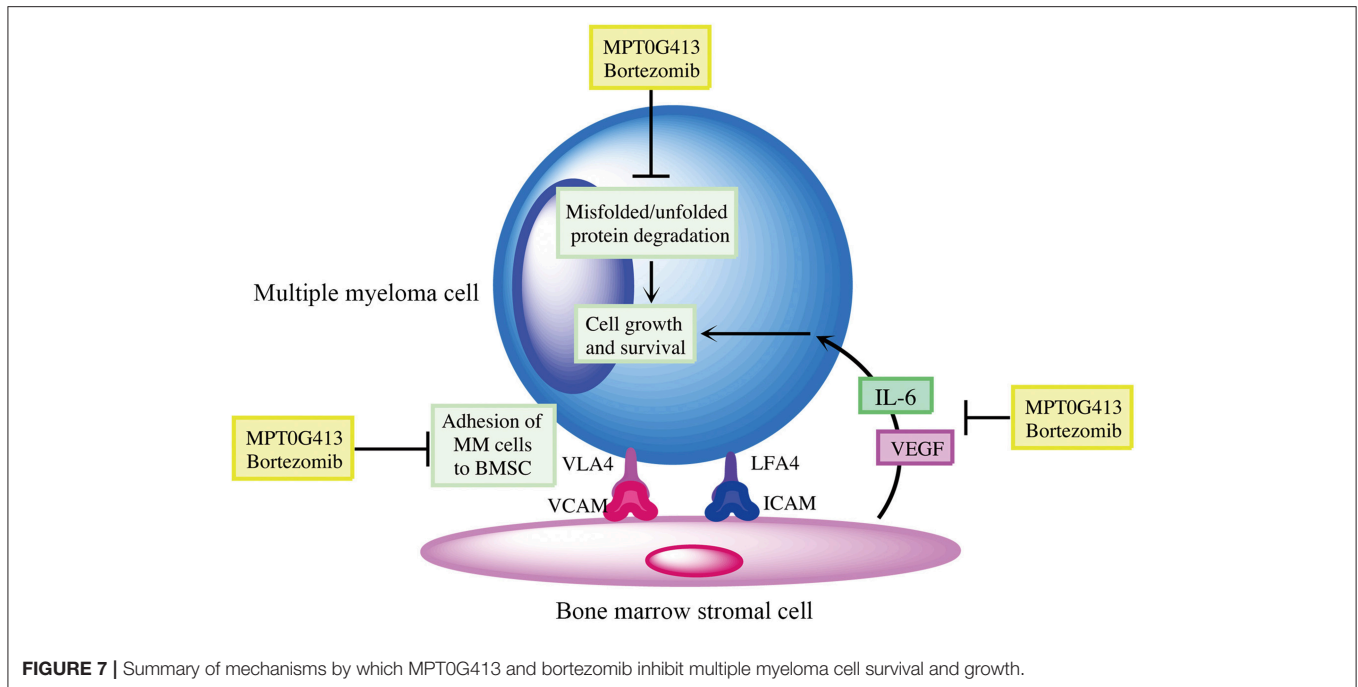 MPT0G413
Bortezomib
Misfolded/unfolded
protein degradation
Multiple myeloma cell
Cell growth
and survival
IL-6
VEGF
MPT0G413
Bortezomib
MPT0G413
Bortezomib
Adhesion of
MM cells
to BMSC
VLA4
LFA4
VCAM
ICAM
Bone marrow stromal cell
FIGURE 7 | Summary of mechanisms by which MPT0G413 and bortezomib inhibit multiple myeloma cell survival and growth.